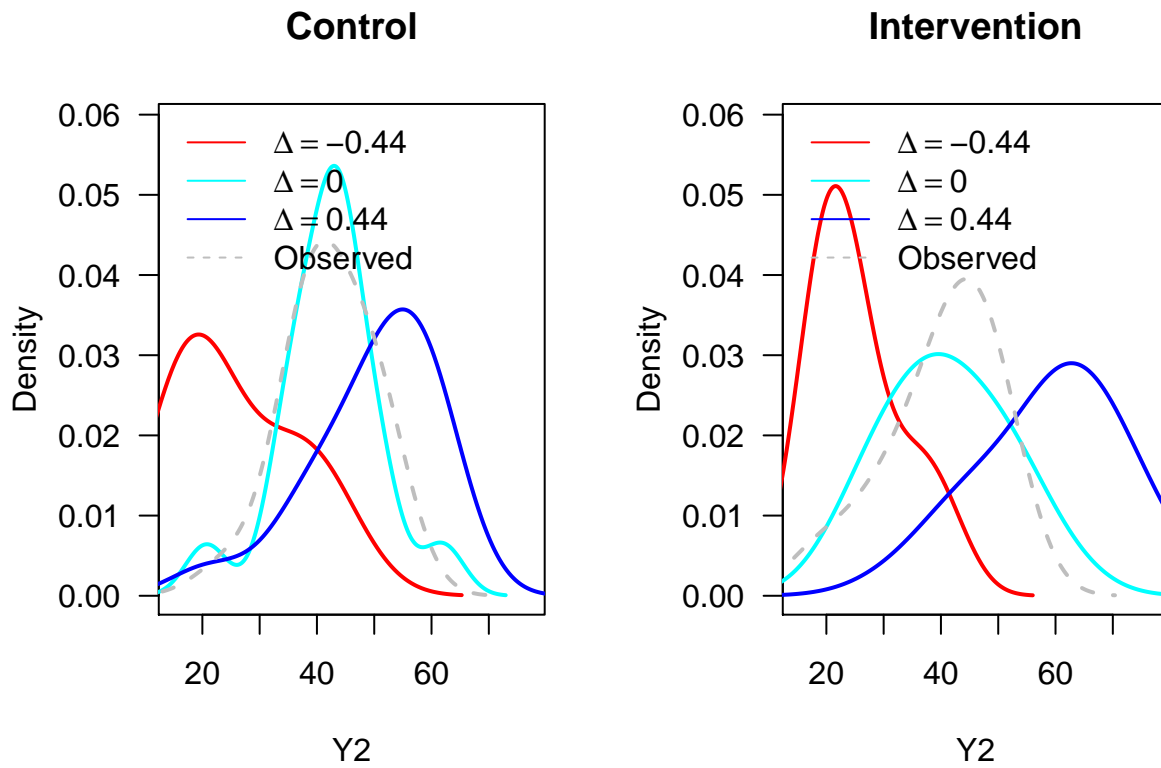 Control
Density
0.06
0.05
0.04
0.03
0.02
0.01
0.00
Δ = −0.44
Δ = 0
Δ = 0.44
Observed
20 40 60
Y2
Intervention
Density
0.06
0.05
0.04
0.03
0.02
0.01
0.00
Δ = −0.44
Δ = 0
Δ = 0.44
Observed
20 40 60
Y2